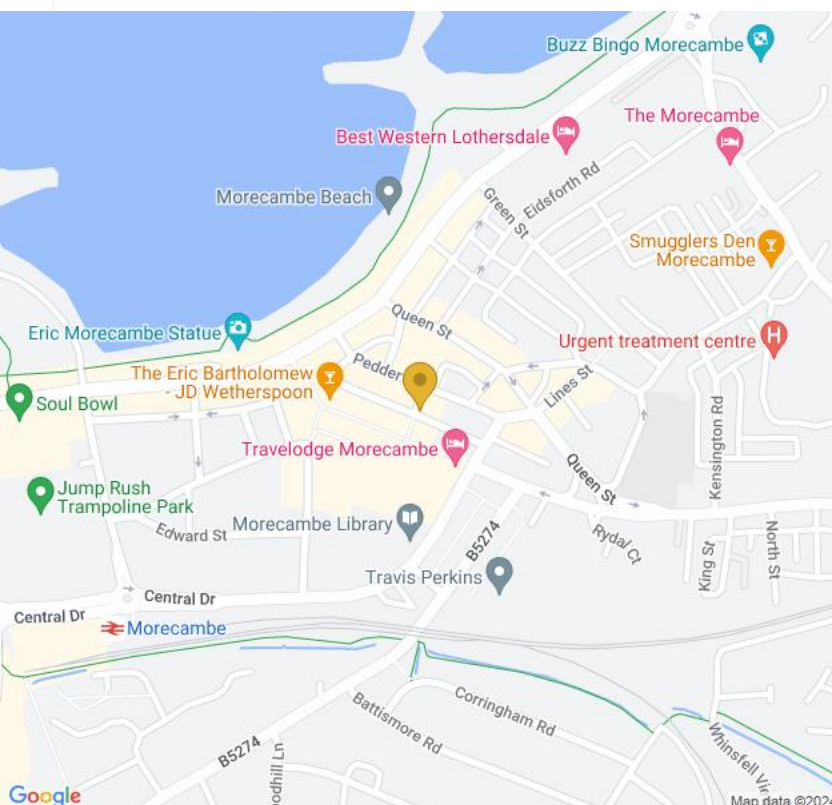 Buzz Bingo Morecambe
The Morecambe
Best Western Lothersdale
Eidsforth Rd
Morecambe Beach
Green St
Smugglers Den
Morecambe
Queen St
Eric Morecambe Statue
Urgent treatment centre
H
Pedder
The Eric Bartholomew
- JD Wetherspoon
Lines St
Soul Bowl
Kensington Rd
Travelodge Morecambe
Queen St
Jump Rush
Trampoline Park
Edward St
Morecambe Library
B5274
Rydal Ct
King St
North St
Travis Perkins
Central Dr
Central Dr
Morecambe
Corringham Rd
Battismore Rd
Whinsfell Vie
B5274
odhill Ln
Google
Map data ©202